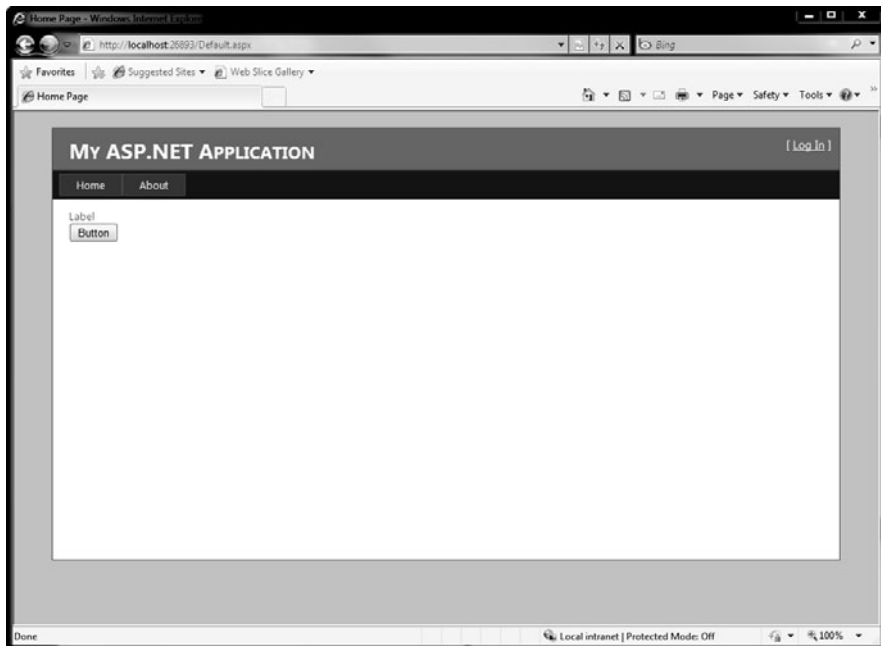 Home Page - Windows Internet Explorer
http://localhost:26893/Default.aspx
Bing
Favorites
Suggested Sites
Web Slice Gallery
Home Page
Page
Safety
Tools
»
MY ASP.NET APPLICATION
[ Log In ]
Home
About
Label
Button
Done
Local intranet | Protected Mode: Off
100%